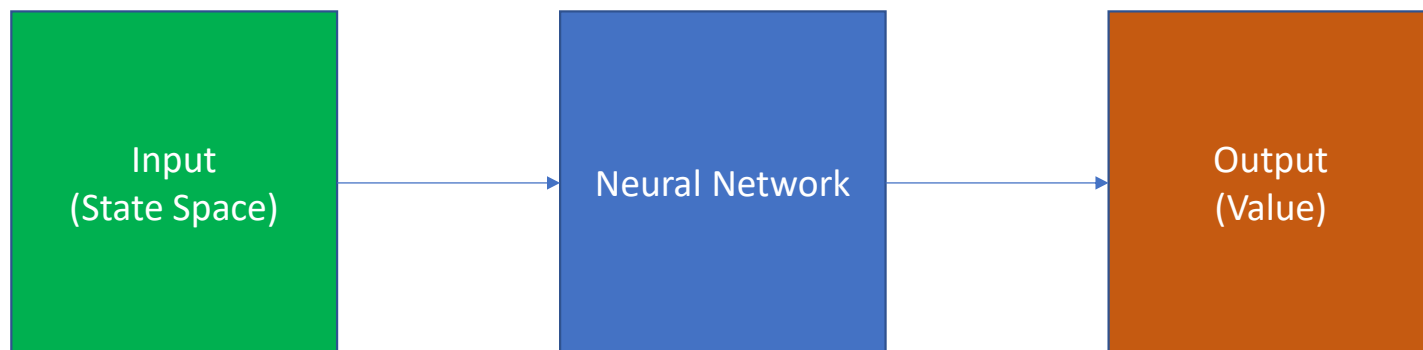 Input
(State Space)
Neural Network
Output
(Value)